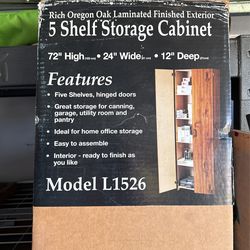 Rich Oregon Oak Laminated Finished Exterior
5 Shelf Storage Cabinet
72" High • 24" Wide • 12" Deep
Features
• Five Shelves, hinged doors
• Great storage for canning,
garage, utility room and
pantry
• Ideal for home office storage
• Easy to assemble
• Interior - ready to finish as
you like
Model L1526